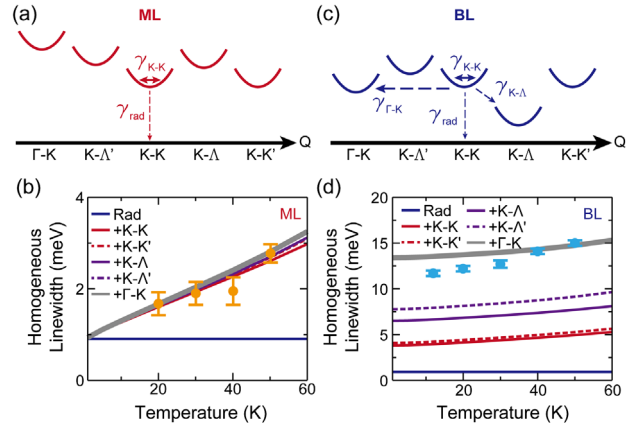 (a)
ML
γK-K
γrad
Γ-K
K-Λ'
K-K
K-Λ
K-K'
(c)
BL
γK-K
γK-Λ
γΓ-K
γrad
Q
Γ-K
K-Λ'
K-K
K-Λ
K-K'
(b)
ML
Rad
+K-K
+K-K'
+K-Λ
+K-Λ'
+Γ-K
Homogeneous
Linewidth (meV)
4
2
0
0
20
40
60
Temperature (K)
(d)
BL
Rad
+K-K
+K-K'
+K-Λ
+K-Λ'
+Γ-K
Homogeneous
Linewidth (meV)
20
15
10
5
0
0
20
40
60
Temperature (K)